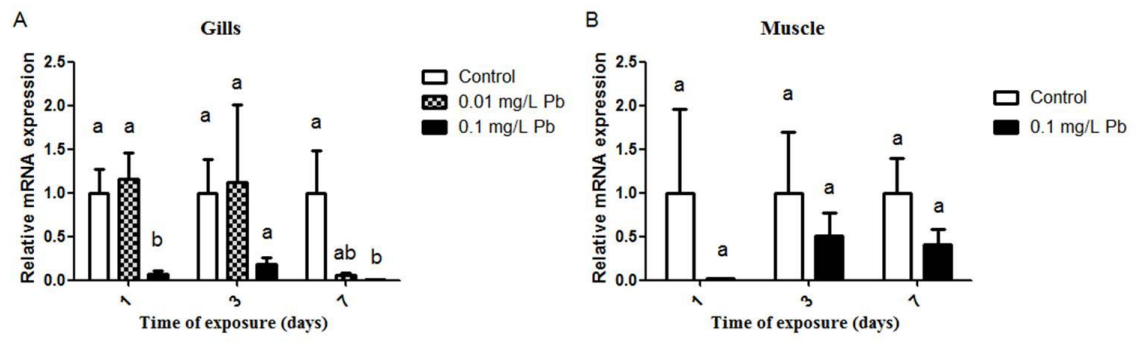 A
Gills
Relative mRNA expression
2.5
2.0
1.5
1.0
0.5
0.0
a
a
b
a
a
a
a
ab
b
1
3
7
Time of exposure (days)
Control
0.01 mg/L Pb
0.1 mg/L Pb
B
Muscle
Relative mRNA expression
2.5
2.0
1.5
1.0
0.5
0.0
a
a
a
a
a
a
1
3
7
Time of exposure (days)
Control
0.1 mg/L Pb